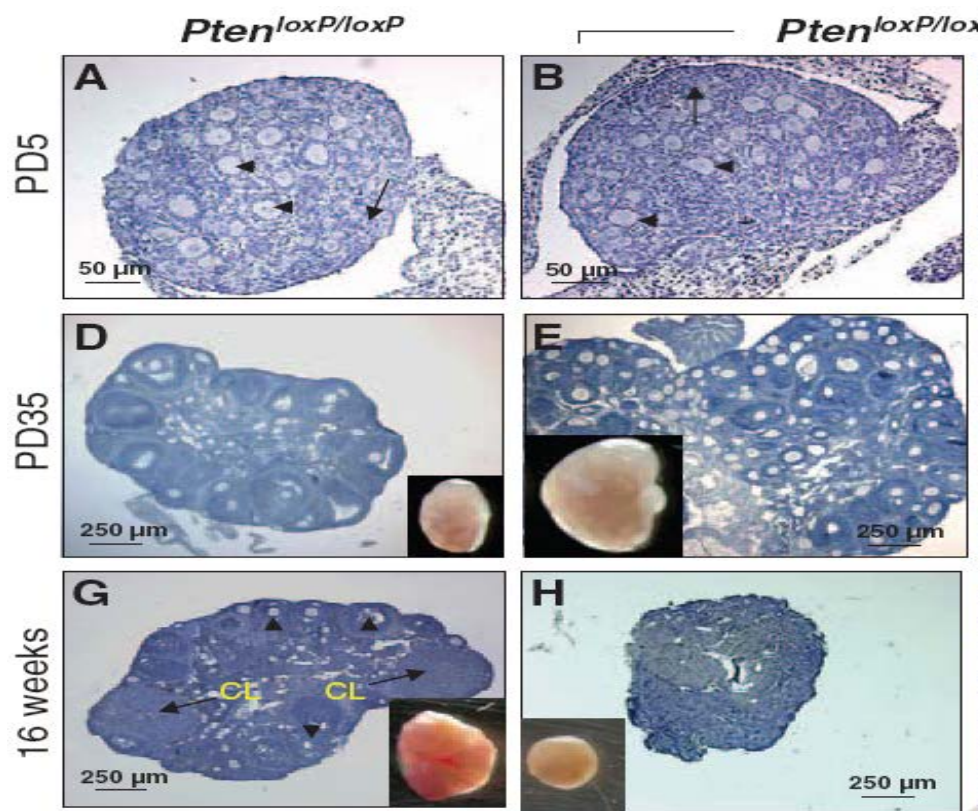 Pten loxP/loxP
Pten loxP/lox
PD5
A
50 µm
B
50 µm
PD35
D
250 µm
E
250 µm
16 weeks
G
CL CL
250 µm
H
250 µm